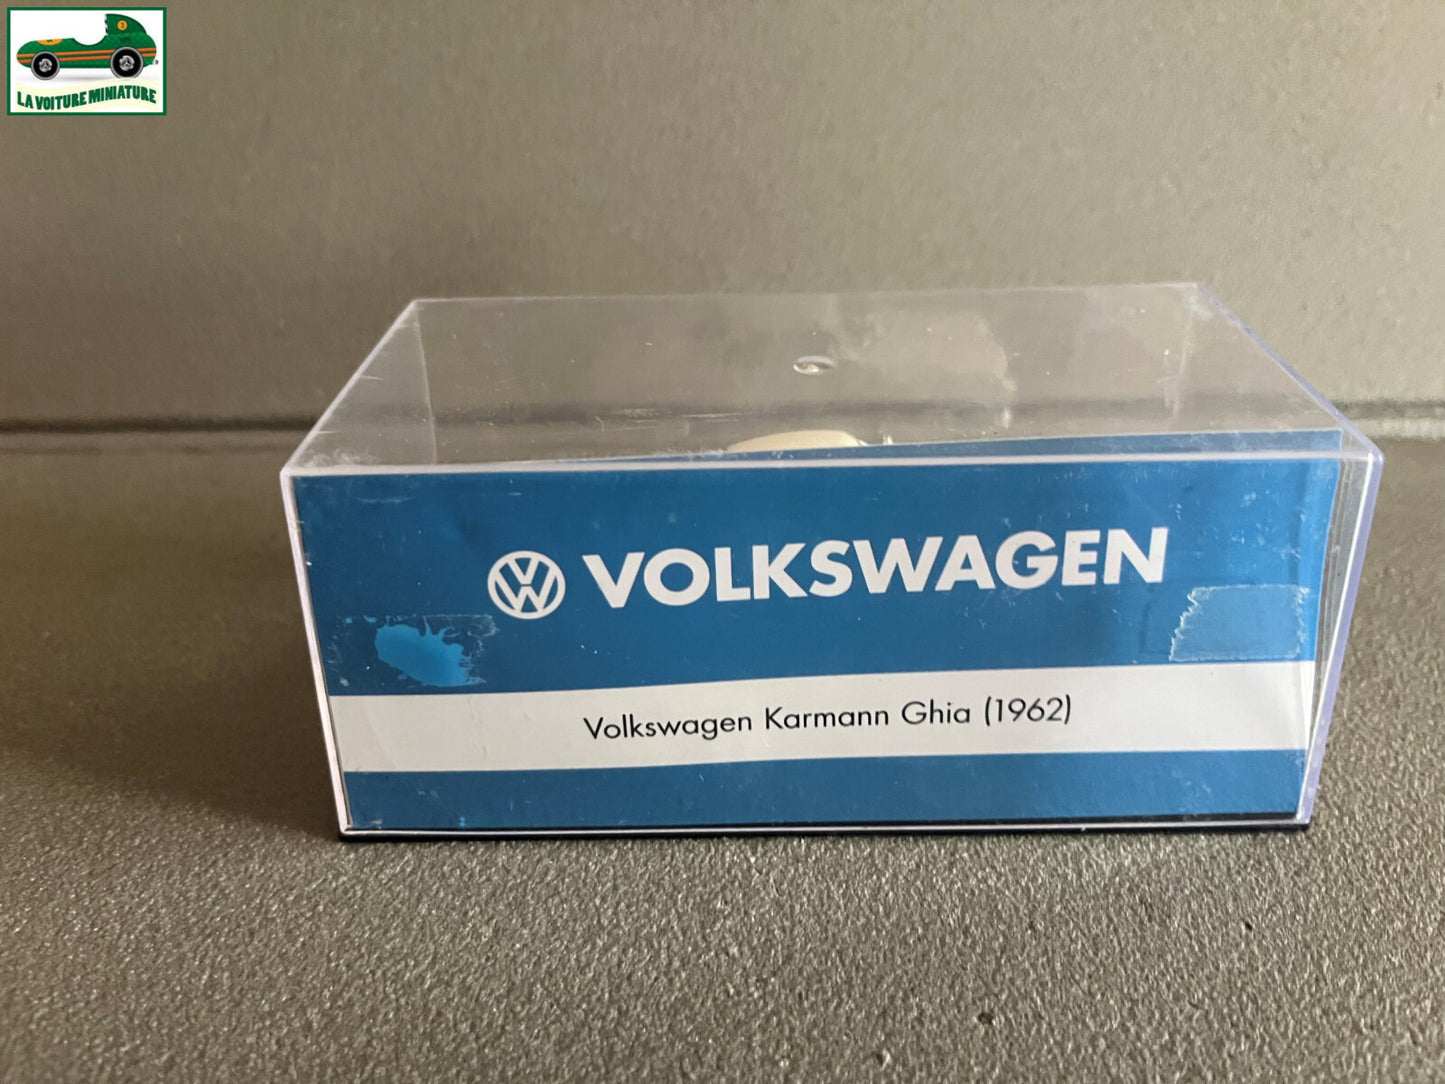 LA VOITURE MINIATURE
VOLKSWAGEN
Volkswagen Karmann Ghia (1962)